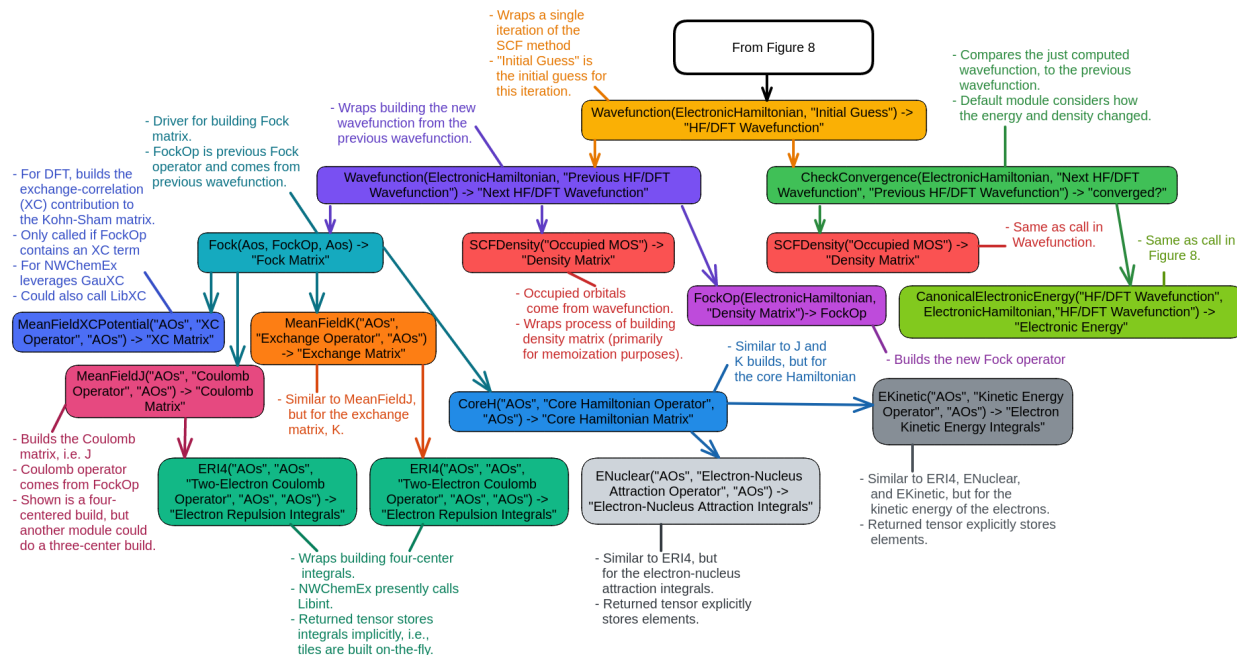 - Wraps a single
iteration of the
SCF method
- "Initial Guess" is
the initial guess for
this iteration.
From Figure 8
- Compares the just computed
wavefunction, to the previous
wavefunction.
- Default module considers how
the energy and density changed.
Wavefunction(ElectronicHamiltonian, "Initial Guess") ->
"HF/DFT Wavefunction"
- Wraps building the new
wavefunction from the
previous wavefunction.
- Driver for building Fock
matrix.
- FockOp is previous Fock
operator and comes from
previous wavefunction.
- For DFT, builds the
exchange-correlation
(XC) contribution to
the Kohn-Sham matrix.
- Only called if FockOp
contains an XC term
- For NWChemEx
leverages GauXC
- Could also call LibXC
Wavefunction(ElectronicHamiltonian, "Previous HF/DFT
Wavefunction") -> "Next HF/DFT Wavefunction"
CheckConvergence(ElectronicHamiltonian, "Next HF/DT
Wavefunction", "Previous HF/DFT Wavefunction") -> "converged?"
Fock(Aos, FockOp, Aos) ->
"Fock Matrix"
SCFDensity("Occupied MOS") ->
"Density Matrix"
SCFDensity("Occupied MOS") ->
"Density Matrix"
- Same as call in
Wavefunction.
- Same as call in
Figure 8.
- Occupied orbitals
come from wavefunction.
- Wraps process of building
density matrix (primarily
for memoization purposes).
FockOp(ElectronicHamiltonian,
"Density Matrix")-> FockOp
CanonicalElectronicEnergy("HF/DFT Wavefunction",
ElectronicHamiltonian,"HF/DFT Wavefunction") ->
"Electronic Energy"
MeanFieldXCPotential("AOs", "XC
Operator", "AOs") -> "XC Matrix")
MeanFieldK("AOs",
"Exchange Operator", "AOs")
-> "Exchange Matrix")
- Similar to J and
K builds, but for
the core Hamiltonian
- Builds the new Fock operator
MeanFieldJ("AOs", "Coulomb
Operator", "AOs") -> "Coulomb
Matrix")
- Similar to MeanFieldJ,
but for the exchange
matrix, K.
CoreH("AOs", "Core Hamiltonian Operator",
"AOs") -> "Core Hamiltonian Matrix"
EKinetic("AOs", "Kinetic Energy
Operator", "AOs") -> "Electron
Kinetic Energy Integrals"
- Builds the Coulomb
matrix, i.e. J
- Coulomb operator
comes from FockOp
- Shown is a four-
centered build, but
another module could
do a three-center build.
ERI4("AOs", "AOs",
"Two-Electron Coulomb
Operator", "AOs", "AOs") ->
"Electron Repulsion Integrals"
ERI4("AOs", "AOs",
"Two-Electron Coulomb
Operator", "AOs", "AOs") ->
"Electron Repulsion Integrals"
ENuclear("AOs", "Electron-Nucleus
Attraction Operator", "AOs") ->
"Electron-Nucleus Attraction Integrals"
- Similar to ERI4, ENuclear,
and EKinetic, but for the
kinetic energy of the electrons.
- Returned tensor explicitly stores
elements.
- Wraps building four-center
integrals.
- NWChemEx presently calls
Libint.
- Returned tensor stores
integrals implicitly, i.e.,
tiles are built on-the-fly.
- Similar to ERI4, but
for the electron-nucleus
attraction integrals.
- Returned tensor explicitly
stores elements.